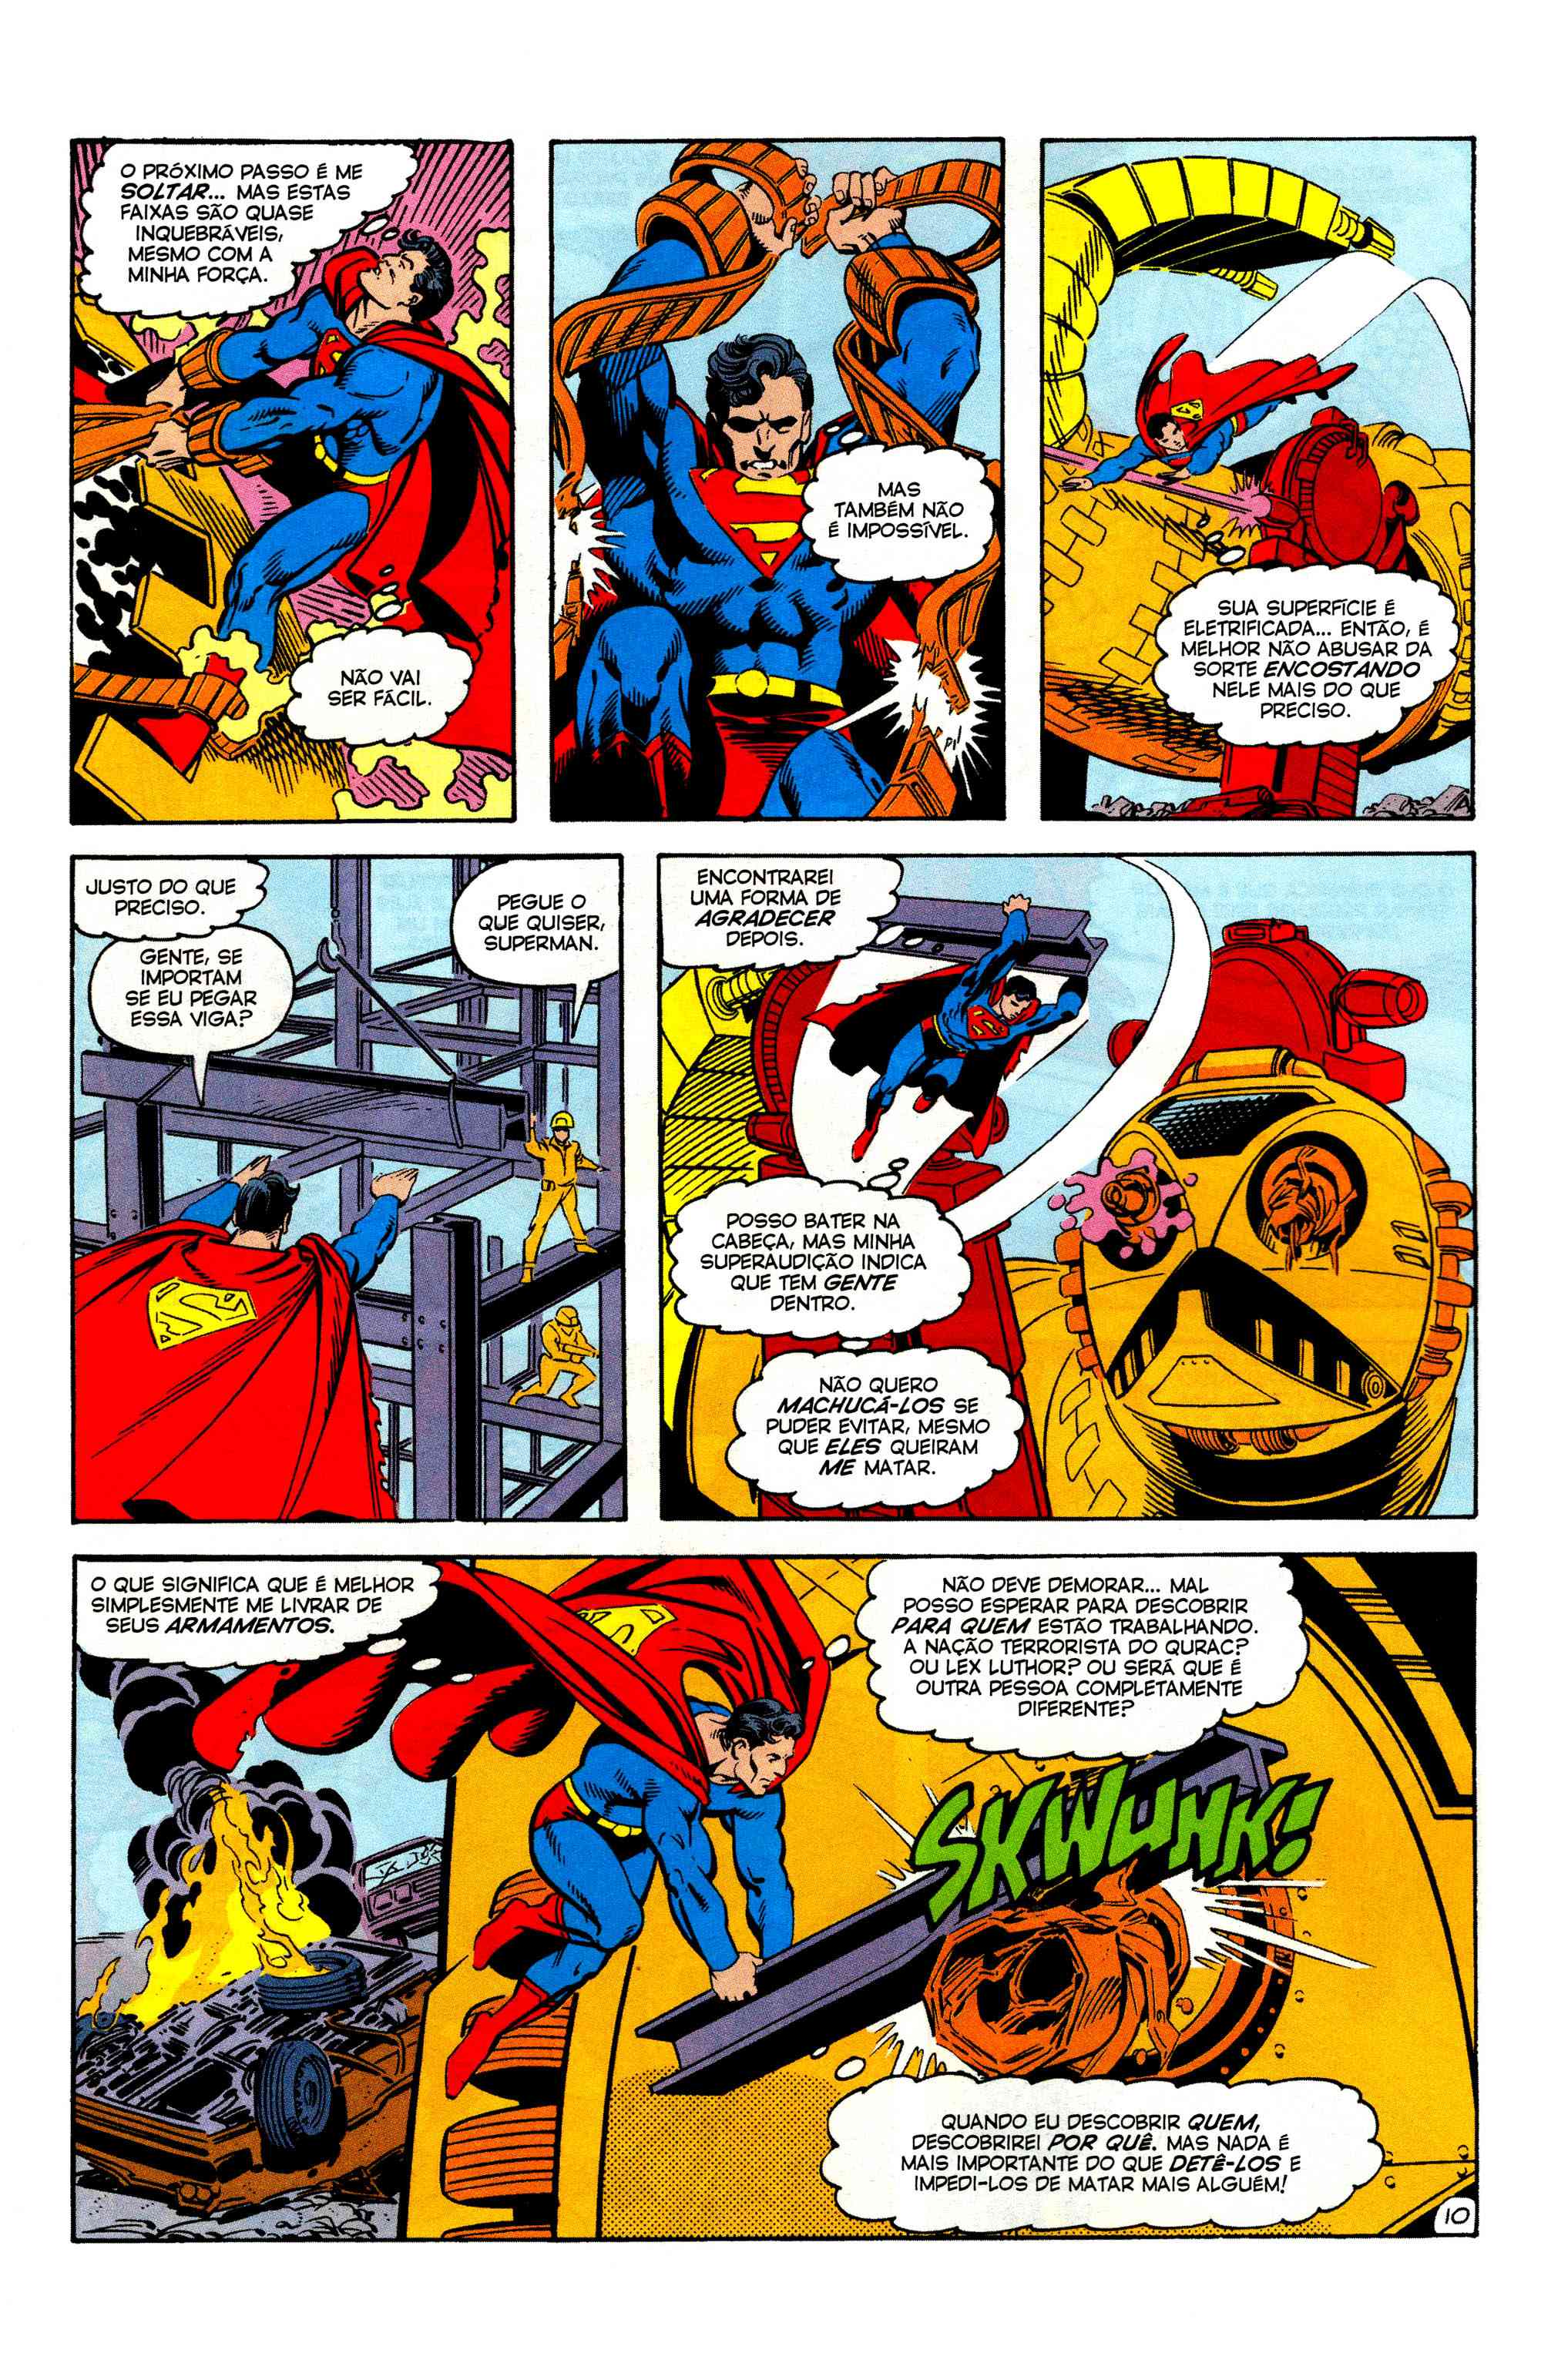 O PRÓXIMO PASSO É ME
SOLTAR... MAS ESTAS
FAIXAS SÃO QUASE
INQUEBRÁVEIS,
MESMO COM A
MINHA FORÇA.
NÃO VAI
SER FÁCIL.
MAS
TAMBÉM NÃO
É IMPOSSÍVEL.
PI!
SUA SUPERFÍCIE É
ELETRIFICADA... ENTÃO, É
MELHOR NÃO ABUSAR DA
SORTE ENCOSTANDO
NELE MAIS DO QUE
PRECISO.
JUSTO DO QUE
PRECISO.
GENTE, SE
IMPORTAM
SE EU PEGAR
ESSA VIGA?
PEGUE O
QUE QUISER,
SUPERMAN.
ENCONTRAREI
UMA FORMA DE
AGRADECER
DEPOIS.
POSSO BATER NA
CABEÇA, MAS MINHA
SUPERAUDIÇÃO INDICA
QUE TEM GENTE
DENTRO.
NÃO QUERO
MACHUCÁ-LOS SE
PUDER EVITAR, MESMO
QUE ELES QUEIRAM
ME MATAR.
O QUE SIGNIFICA QUE É MELHOR
SIMPLESMENTE ME LIVRAR DE
SEUS ARMAMENTOS.
NÃO DEVE DEMORAR... MAL
POSSO ESPERAR PARA DESCOBRIR
PARA QUEM ESTÃO TRABALHANDO.
A NAÇÃO TERRORISTA DO QURAC?
OU LEX LUTHOR? OU SERÁ QUE É
OUTRA PESSOA COMPLETAMENTE
DIFERENTE?
SKWUNK!
QUANDO EU DESCOBRIR QUEM,
DESCOBRIREI POR QUÊ. MAS NADA É
MAIS IMPORTANTE DO QUE DETÊ-LOS E
IMPEDI-LOS DE MATAR MAIS ALGUÉM!
10